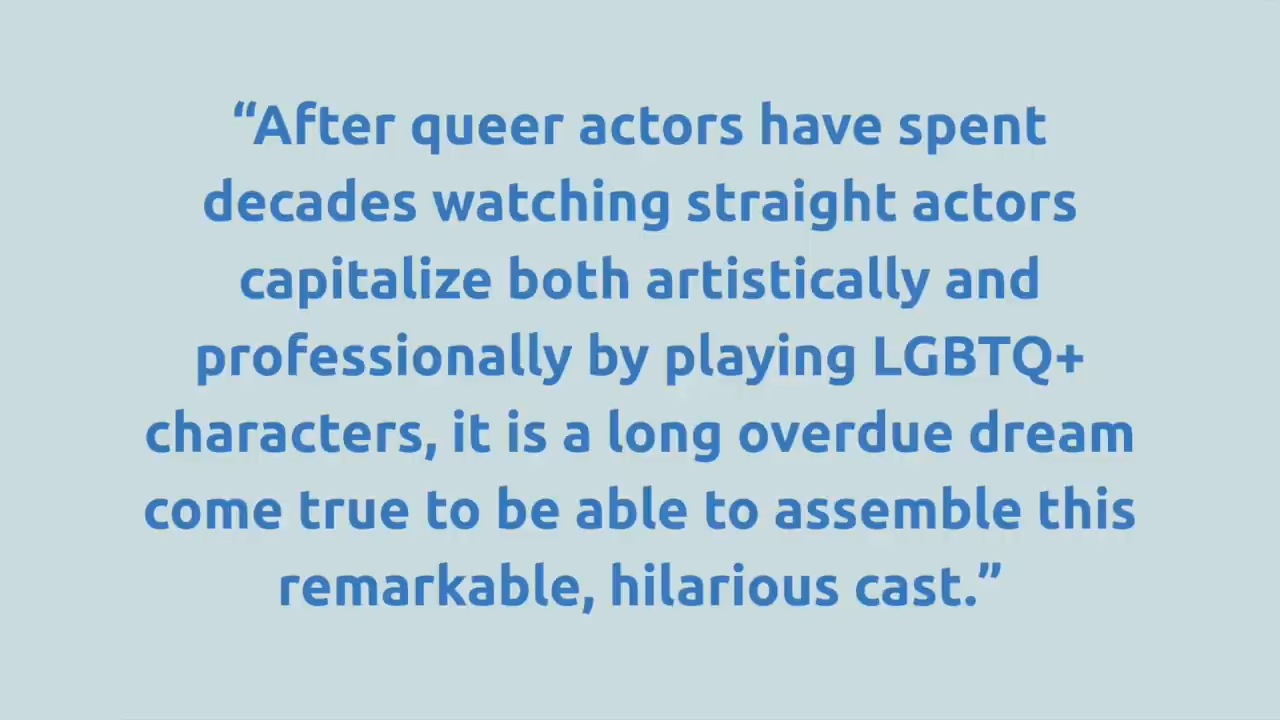 “After queer actors have spent
decades watching straight actors
capitalize both artistically and
professionally by playing LGBTQ+
characters, it is a long overdue dream
come true to be able to assemble this
remarkable, hilarious cast.”